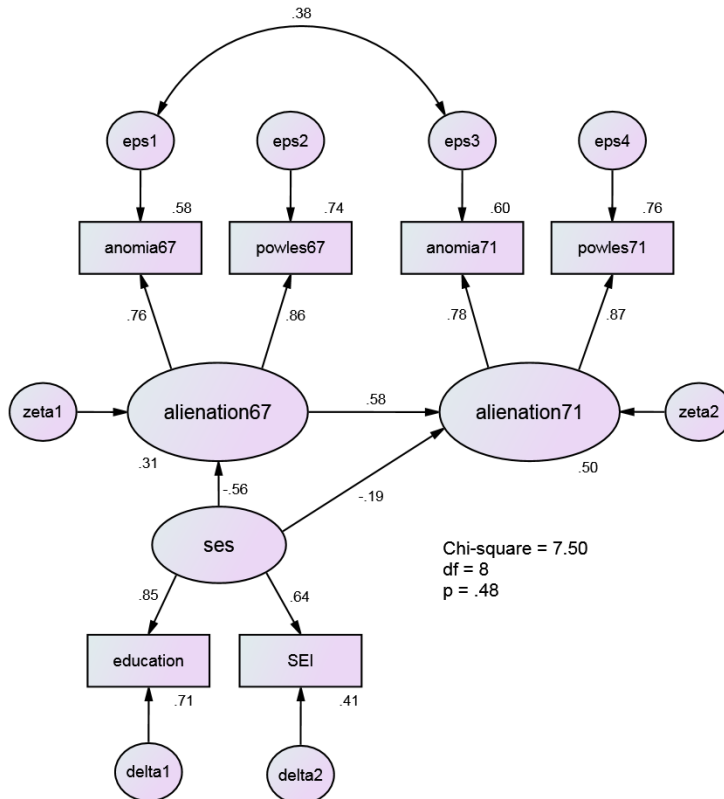 .38
eps1
eps2
eps3
eps4
.58
.74
.60
.76
anomia67
powles67
anomia71
powles71
.76
.86
.78
.87
zeta1
alienation67
.58
alienation71
zeta2
.31
.50
-.56
-.19
ses
Chi-square = 7.50
df = 8
p = .48
.85
.64
education
SEI
.71
.41
delta1
delta2